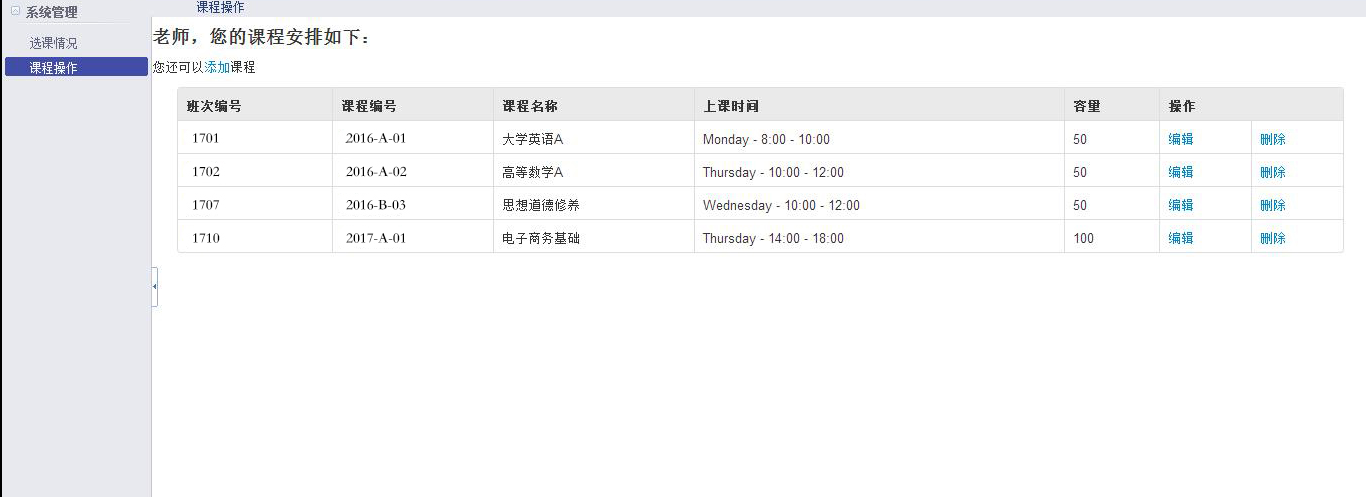 系统管理
课程操作
选课情况
课程操作
老师，您的课程安排如下：
您还可以添加课程
班次编号 课程编号 课程名称 上课时间 容量 操作
1701 2016-A-01 大学英语A Monday - 8:00 - 10:00 50 编辑 删除
1702 2016-A-02 高等数学A Thursday - 10:00 - 12:00 50 编辑 删除
1707 2016-B-03 思想道德修养 Wednesday - 10:00 - 12:00 50 编辑 删除
1710 2017-A-01 电子商务基础 Thursday - 14:00 - 18:00 100 编辑 删除